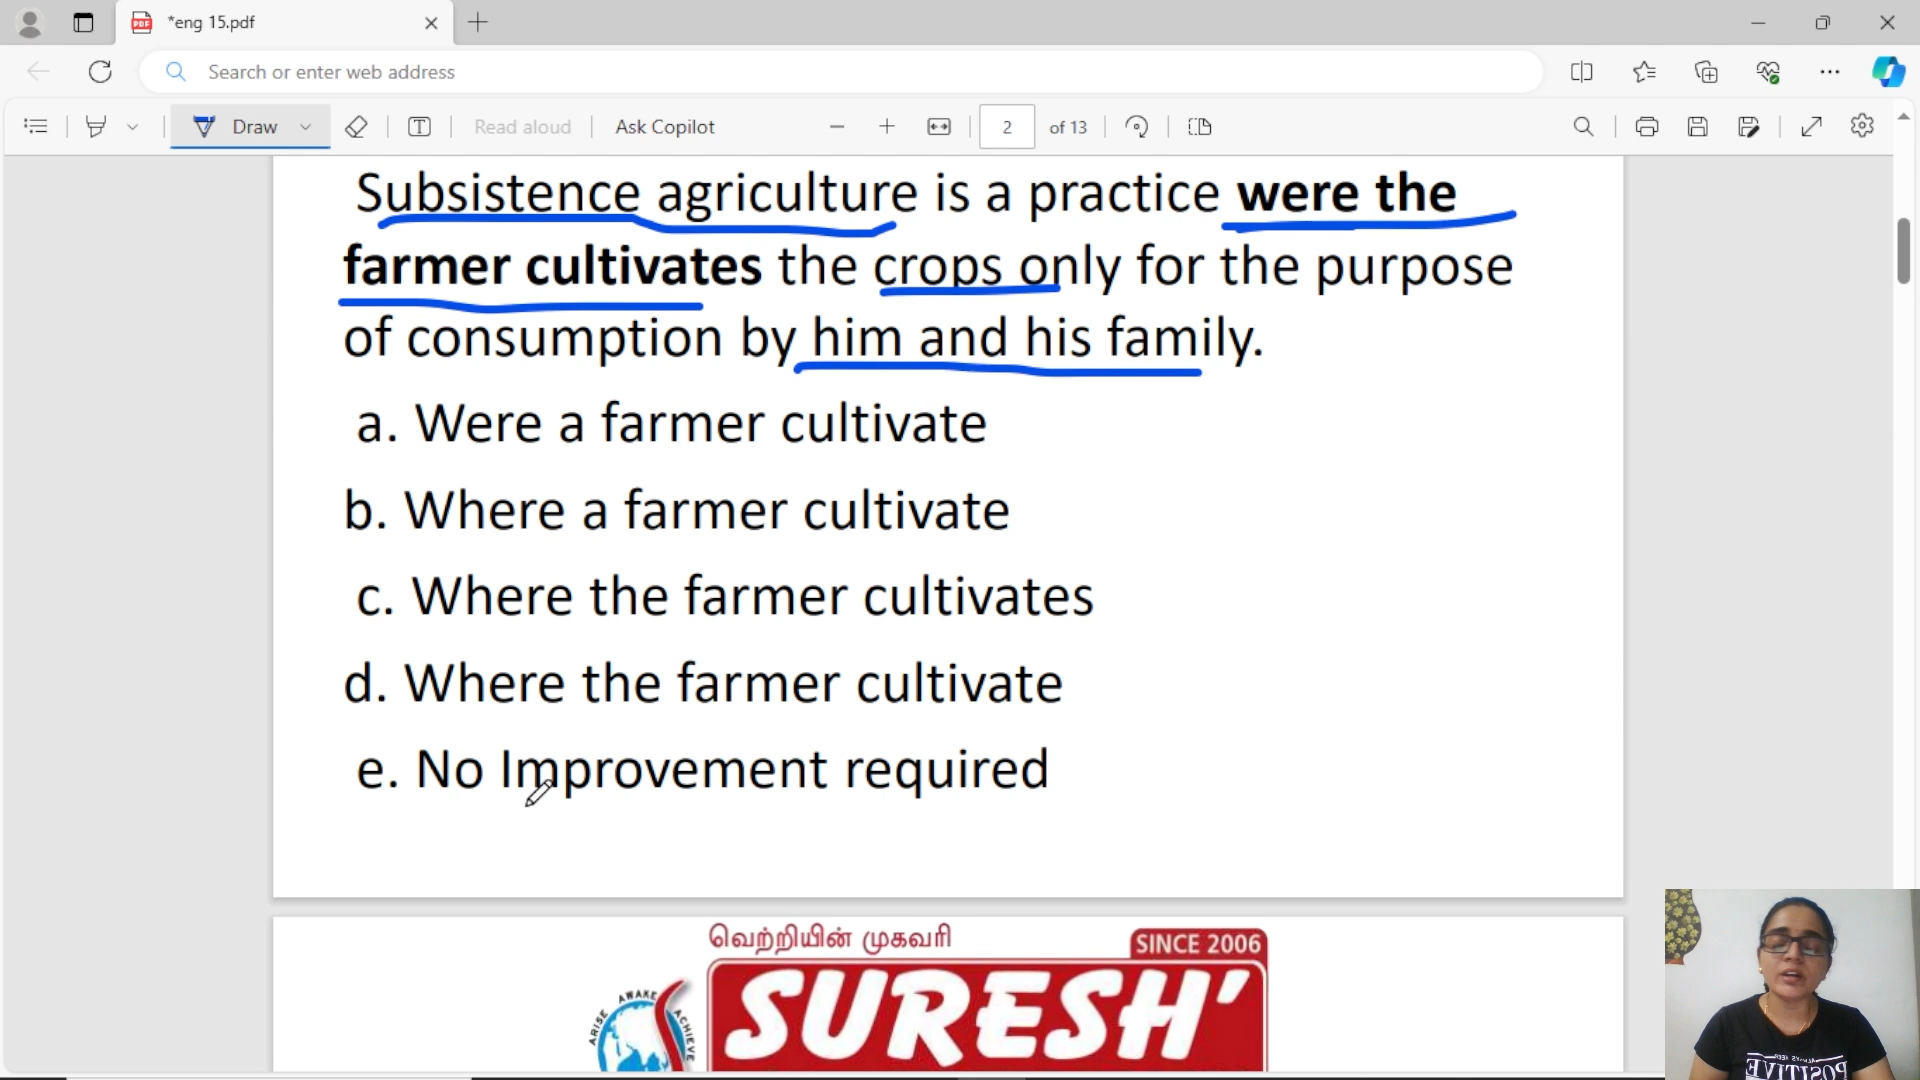 *eng 15.pdf
Search or enter web address
Draw
Read aloud
Ask Copilot
2 of 13
Subsistence agriculture is a practice were the
farmer cultivates the crops only for the purpose
of consumption by him and his family.
a. Were a farmer cultivate
b. Where a farmer cultivate
c. Where the farmer cultivates
d. Where the farmer cultivate
e. No Improvement required
வெற்றியின் முகவரி
SINCE 2006
ARISE AWAKE ACHIEVE
SURESH'